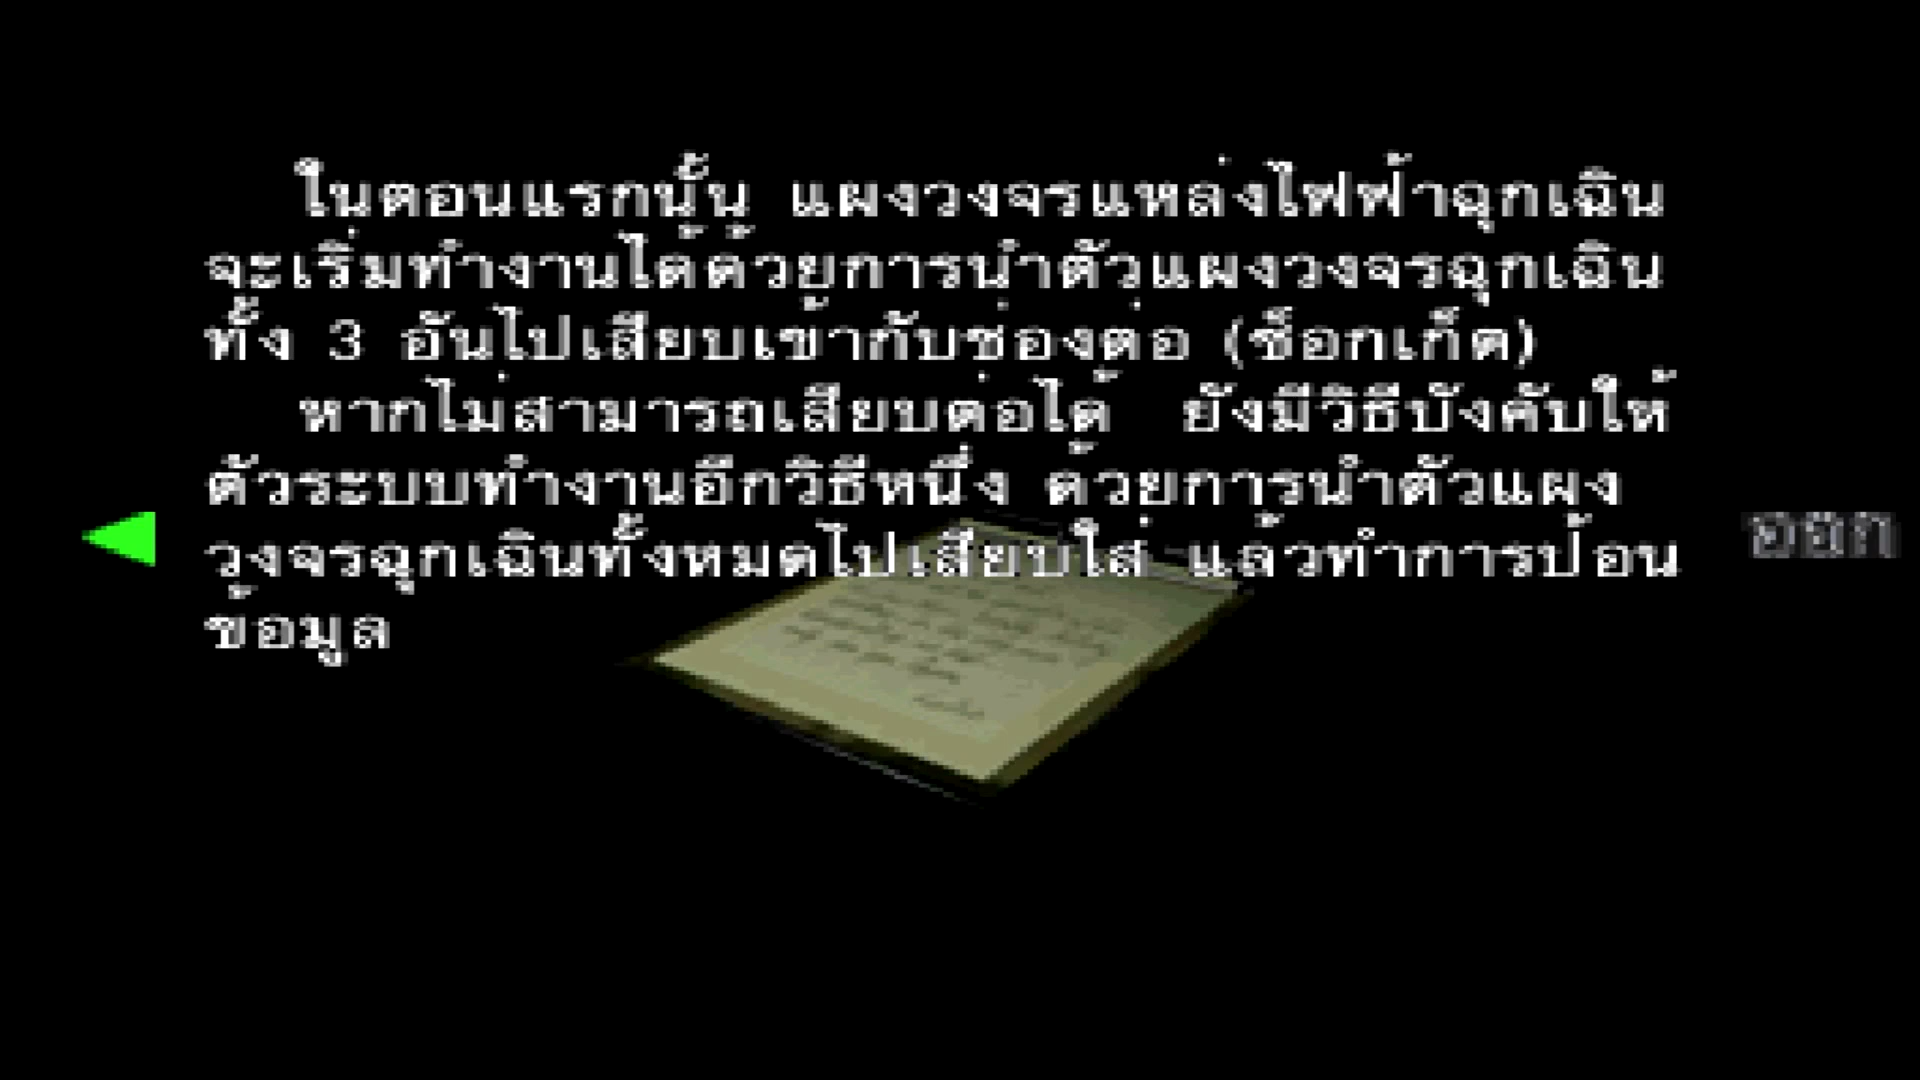 ในตอนแรกนั้น แผงวงจรแหล่งไฟฟ้าฉุกเฉิน
จะเริ่มทำงานได้ด้วยการนำตัวแผงวงจรฉุกเฉิน
ทั้ง 3 อันไปเสียบเข้ากับช่องต่อ (ซ็อกเก็ต)
หากไม่สามารถเสียบต่อได้ ยังมีวิธีบังคับให้
ตัวระบบทำงานอีกวิธีหนึ่ง ด้วยการนำตัวแผง
วงจรฉุกเฉินทั้งหมดไปเสียบใส่ แล้วทำการป้อน
ข้อมูล
ออก